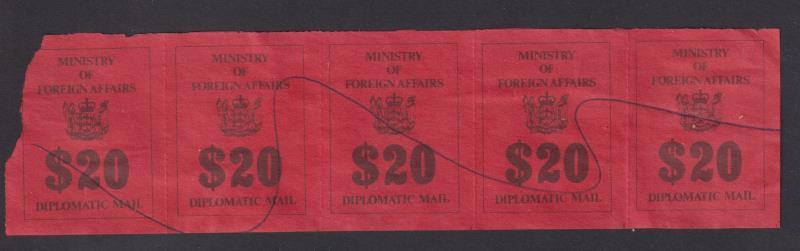 MINISTRY
OF
FOREIGN AFFAIRS
$20
DIPLOMATIC MAIL
MINISTRY
OF
FOREIGN AFFAIRS
$20
DIPLOMATIC MAIL
MINISTRY
OF
FOREIGN AFFAIRS
$20
DIPLOMATIC MAIL
MINISTRY
OF
FOREIGN AFFAIRS
$20
DIPLOMATIC MAIL
MINISTRY
OF
FOREIGN AFFAIRS
$20
DIPLOMATIC MAIL